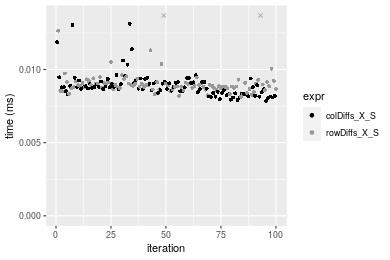 time (ms)
0.010
0.005
0.000
0
25
50
75
100
iteration
expr
colDiffs_X_S
rowDiffs_X_S